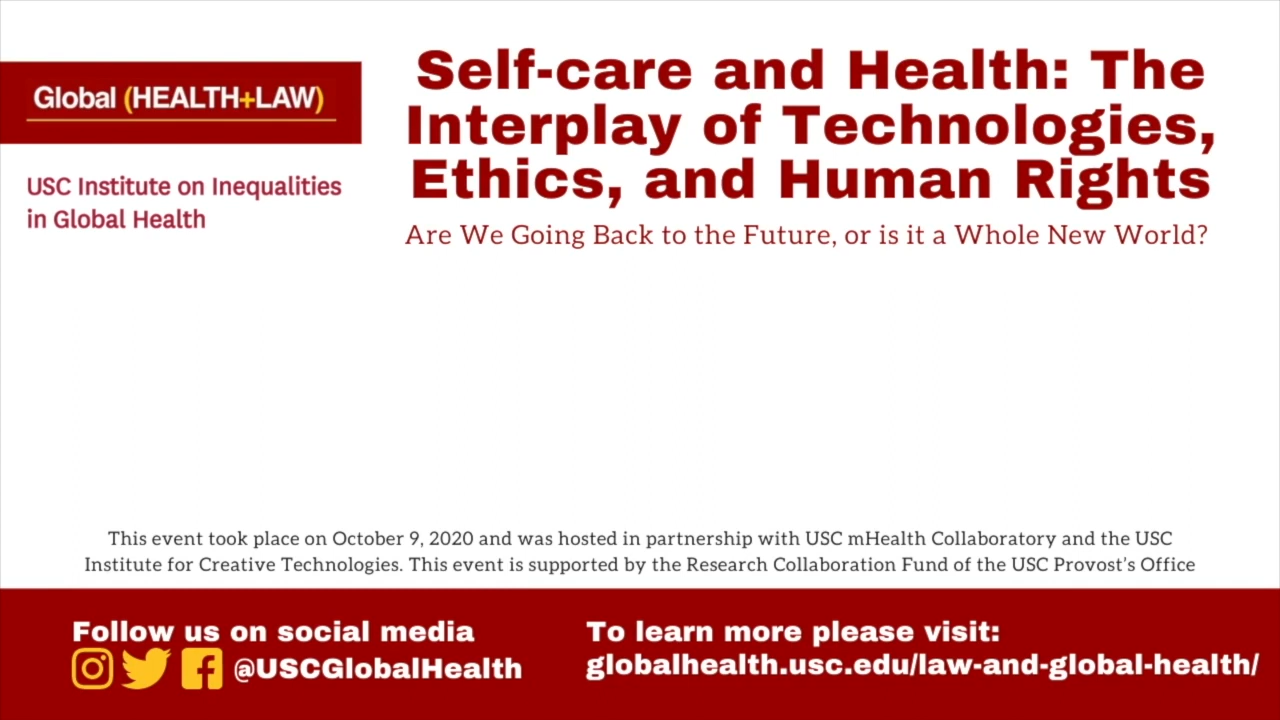 Global (HEALTH+LAW)
USC Institute on Inequalities
in Global Health
Self-care and Health: The
Interplay of Technologies,
Ethics, and Human Rights
Are We Going Back to the Future, or is it a Whole New World?
This event took place on October 9, 2020 and was hosted in partnership with USC mHealth Collaboratory and the USC
Institute for Creative Technologies. This event is supported by the Research Collaboration Fund of the USC Provost’s Office
Follow us on social media
@USCGlobalHealth
To learn more please visit:
globalhealth.usc.edu/law-and-global-health/